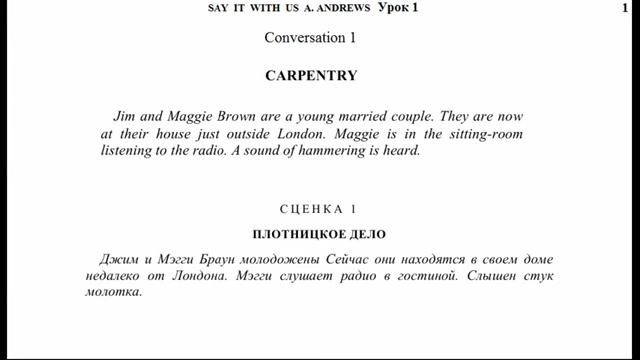 SAY IT WITH US A. ANDREWS Урок 1 1
Conversation 1
CARPENTRY
Jim and Maggie Brown are a young married couple. They are now
at their house just outside London. Maggie is in the sitting-room
listening to the radio. A sound of hammering is heard.
СЦЕНКА 1
ПЛОТНИЦКОЕ ДЕЛО
Джим и Мэгги Браун молодожены Сейчас они находятся в своем доме
недалеко от Лондона. Мэгги слушает радио в гостиной. Слышен стук
молотка.